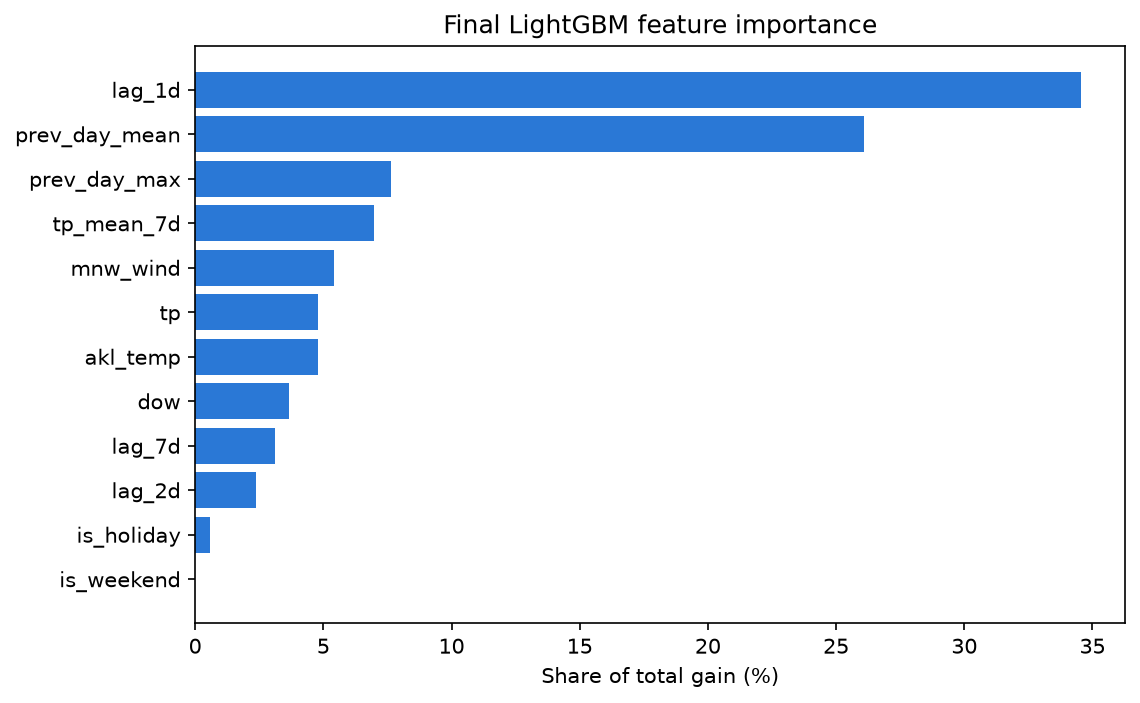 Final LightGBM feature importance
lag_1d
prev_day_mean
prev_day_max
tp_mean_7d
mnw_wind
tp
akl_temp
dow
lag_7d
lag_2d
is_holiday
is_weekend
0 5 10 15 20 25 30 35
Share of total gain (%)